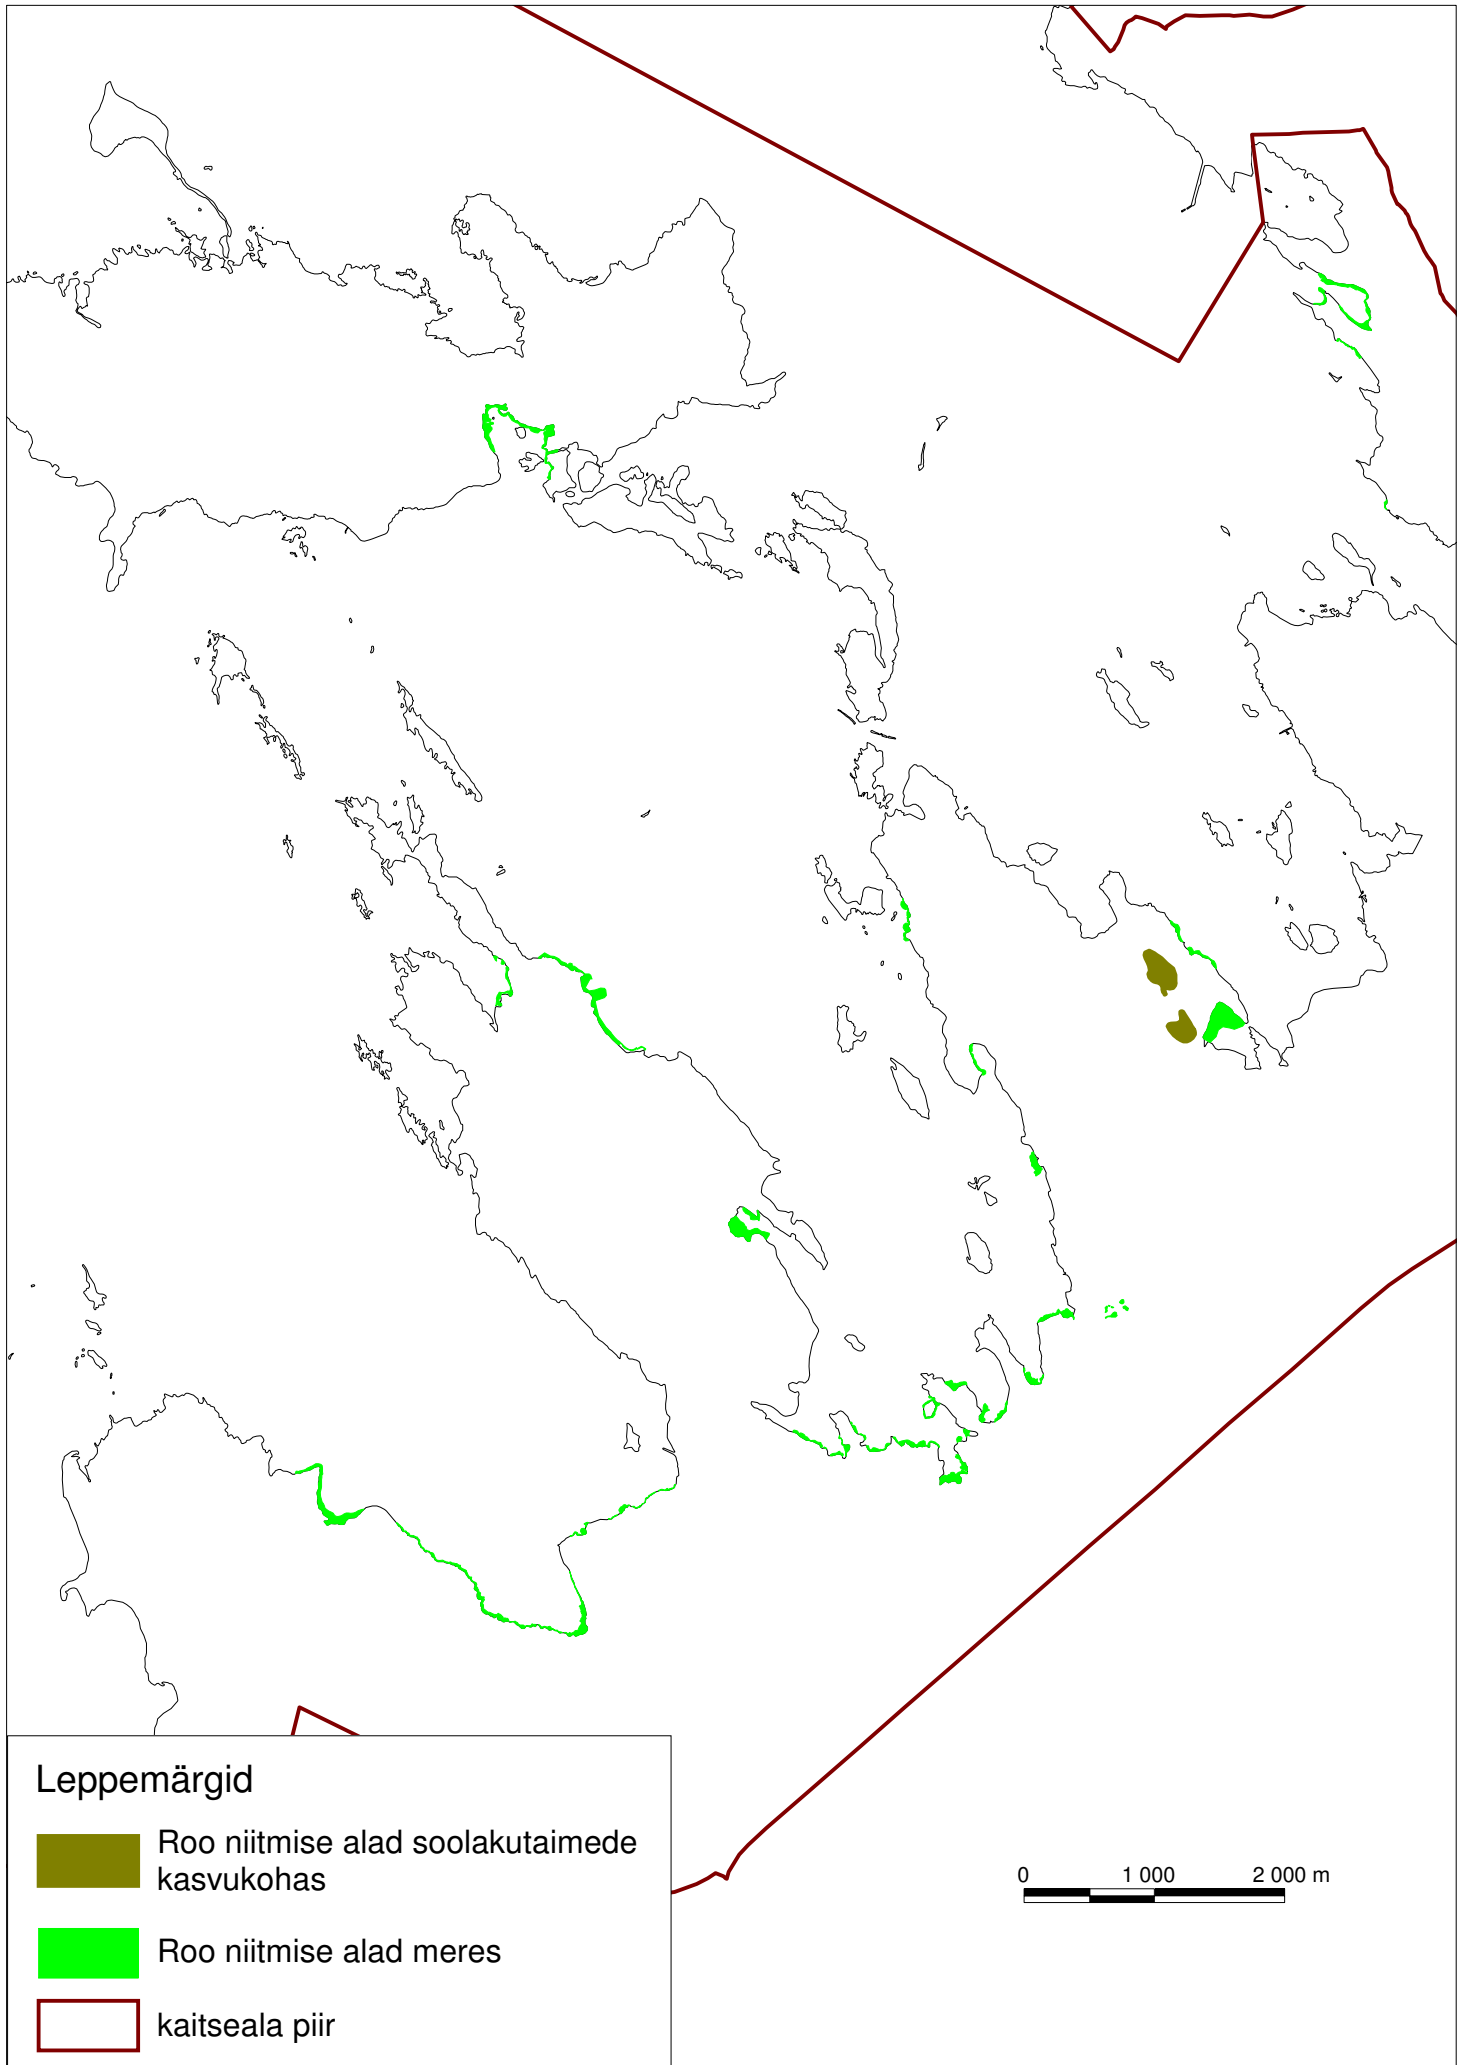 Leppemärgid
Roo niitmise alad soolakutaimede
kasvukohas
Roo niitmise alad meres
kaitseala piir
0 1 000 2 000 m